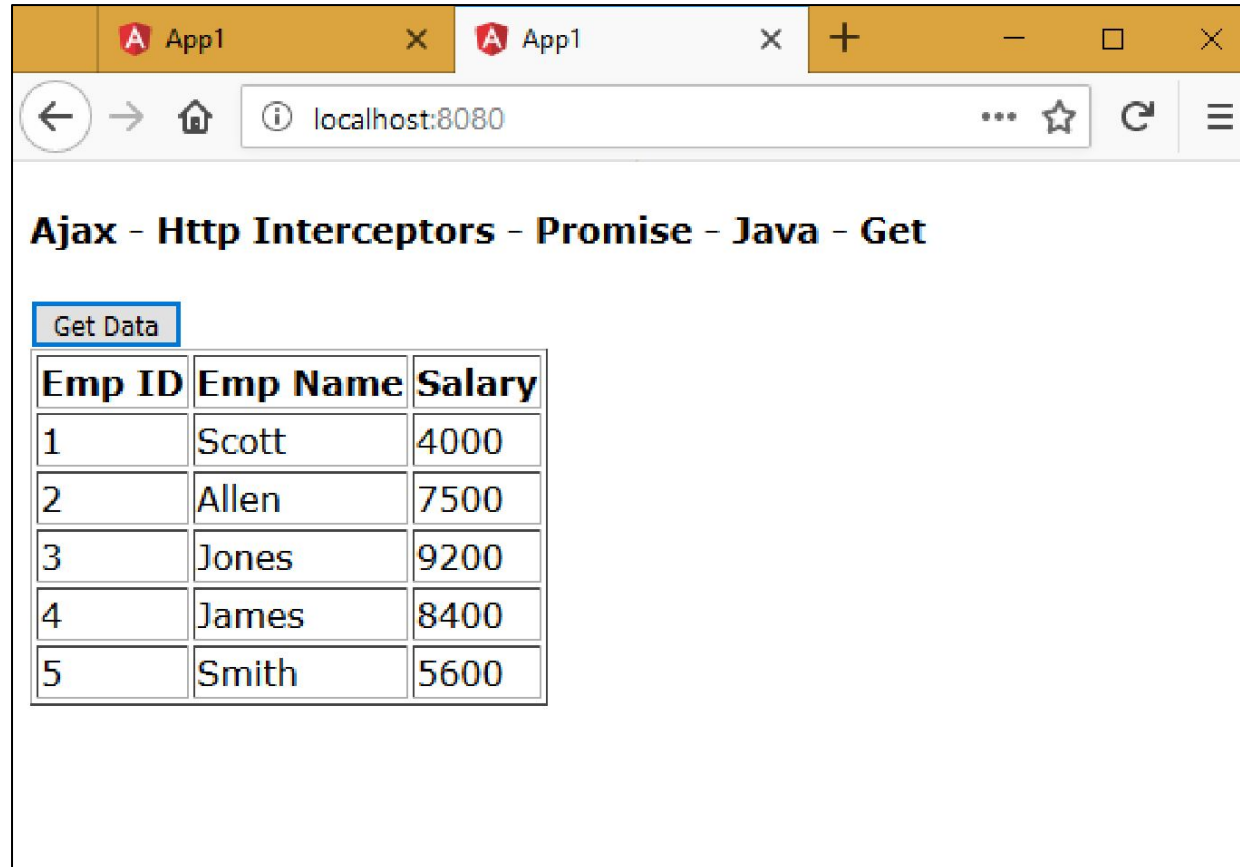 App1 App1
localhost:8080
Ajax - Http Interceptors - Promise - Java - Get
Get Data
Emp ID Emp Name Salary
1 Scott 4000
2 Allen 7500
3 Jones 9200
4 James 8400
5 Smith 5600